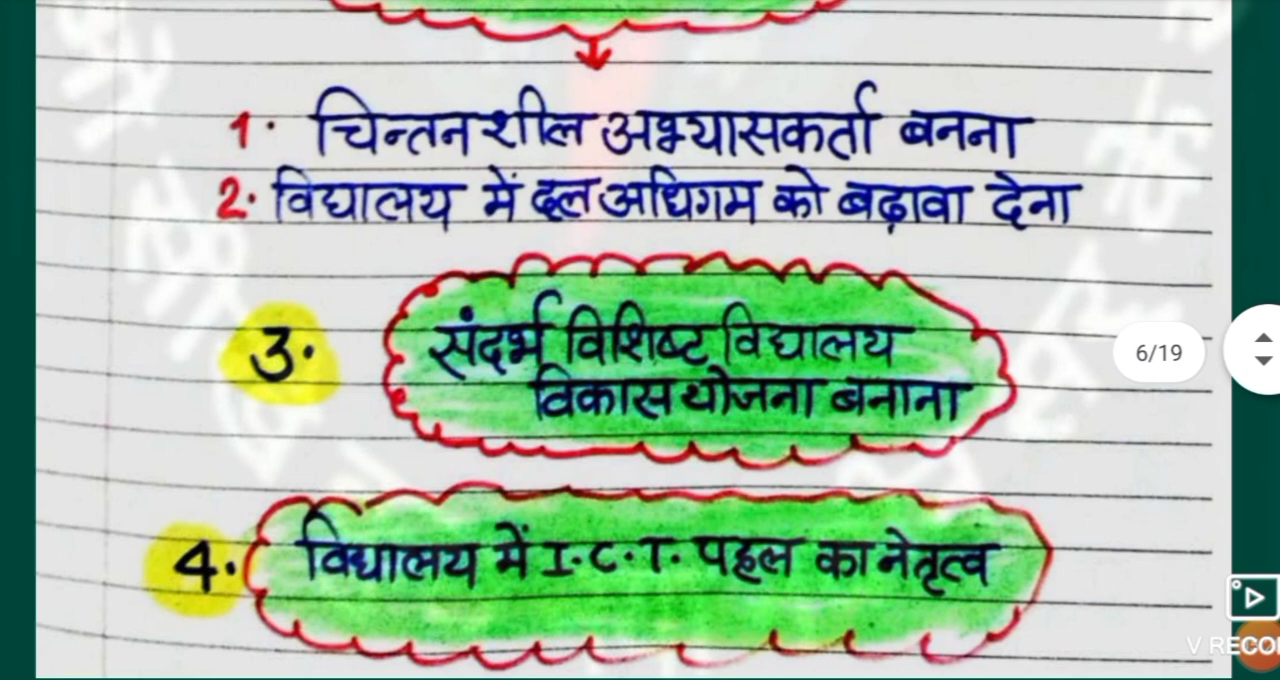 1. चिन्तनशील अभ्यासकर्ता बनना
2. विद्यालय में दल अधिगम को बढ़ावा देना
3. संदर्भ विशिष्ट विद्यालय
विकास योजना बनाना
6/19
4. विद्यालय में I.C.T. पहल का नेतृत्व
V RECO